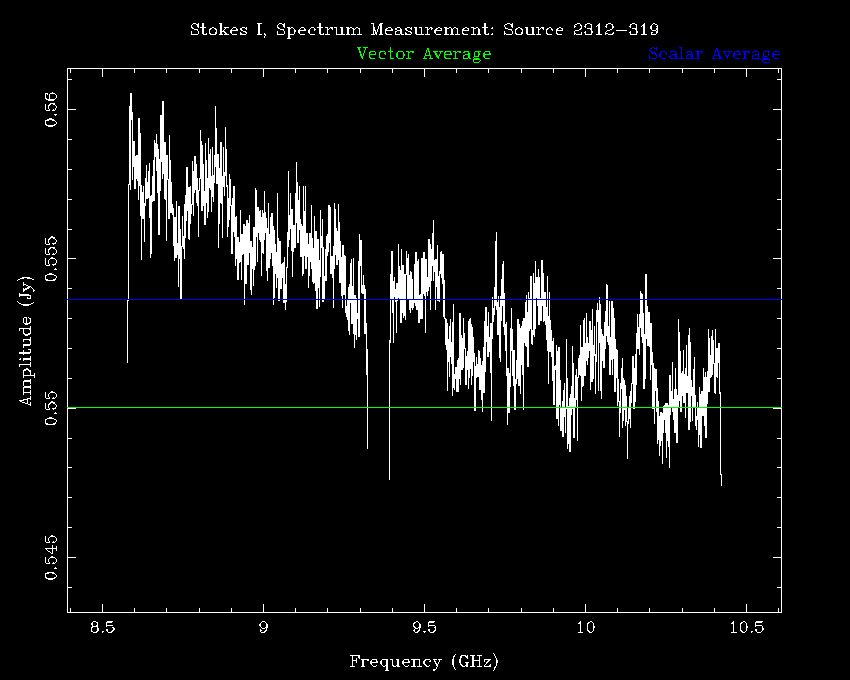 Stokes I, Spectrum Measurement: Source 2312−319
Vector Average Scalar Average
0.56
0.555
0.55
0.545
Amplitude (Jy)
8.5 9 9.5 10 10.5
Frequency (GHz)